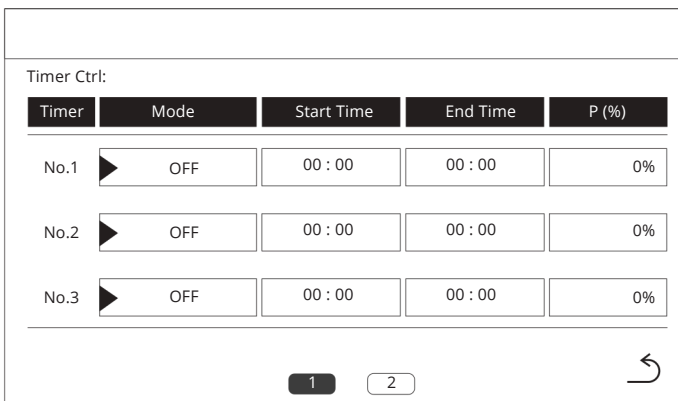 Timer Ctrl:
Timer Mode Start Time End Time P (%)
No.1 OFF 00 : 00 00 : 00 0%
No.2 OFF 00 : 00 00 : 00 0%
No.3 OFF 00 : 00 00 : 00 0%
1 2